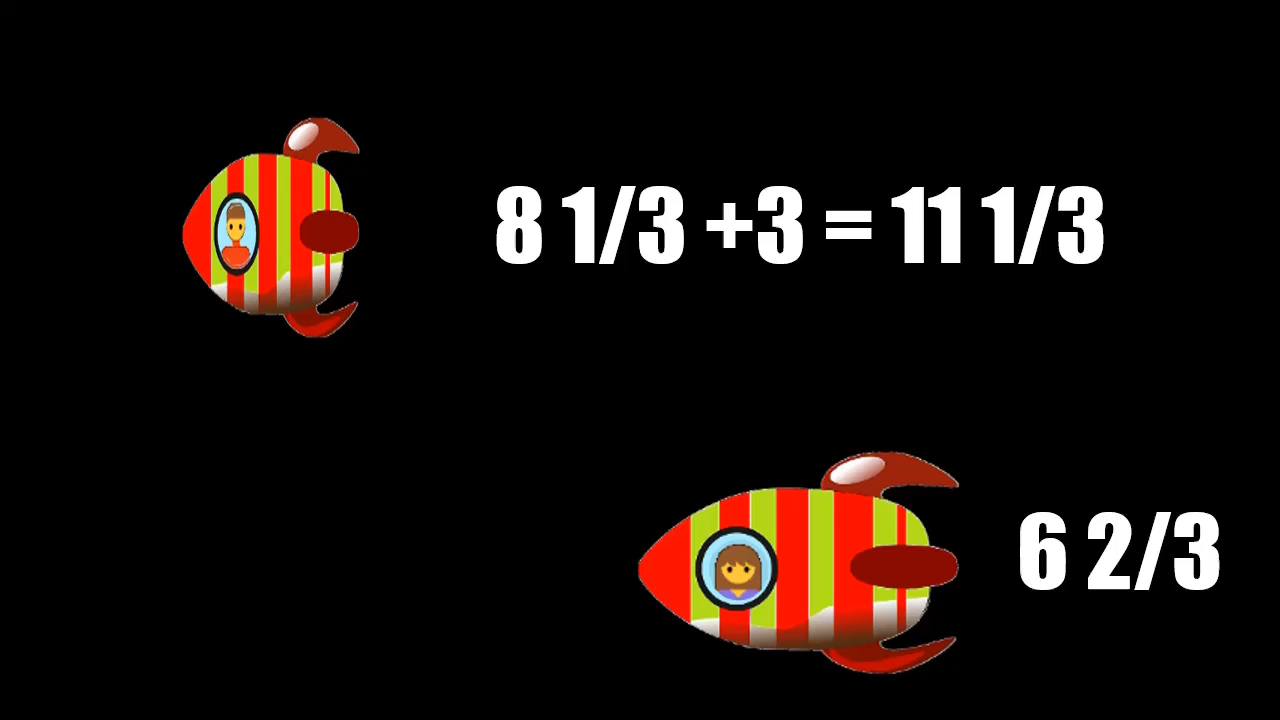 8 1/3 +3 = 11 1/3
6 2/3